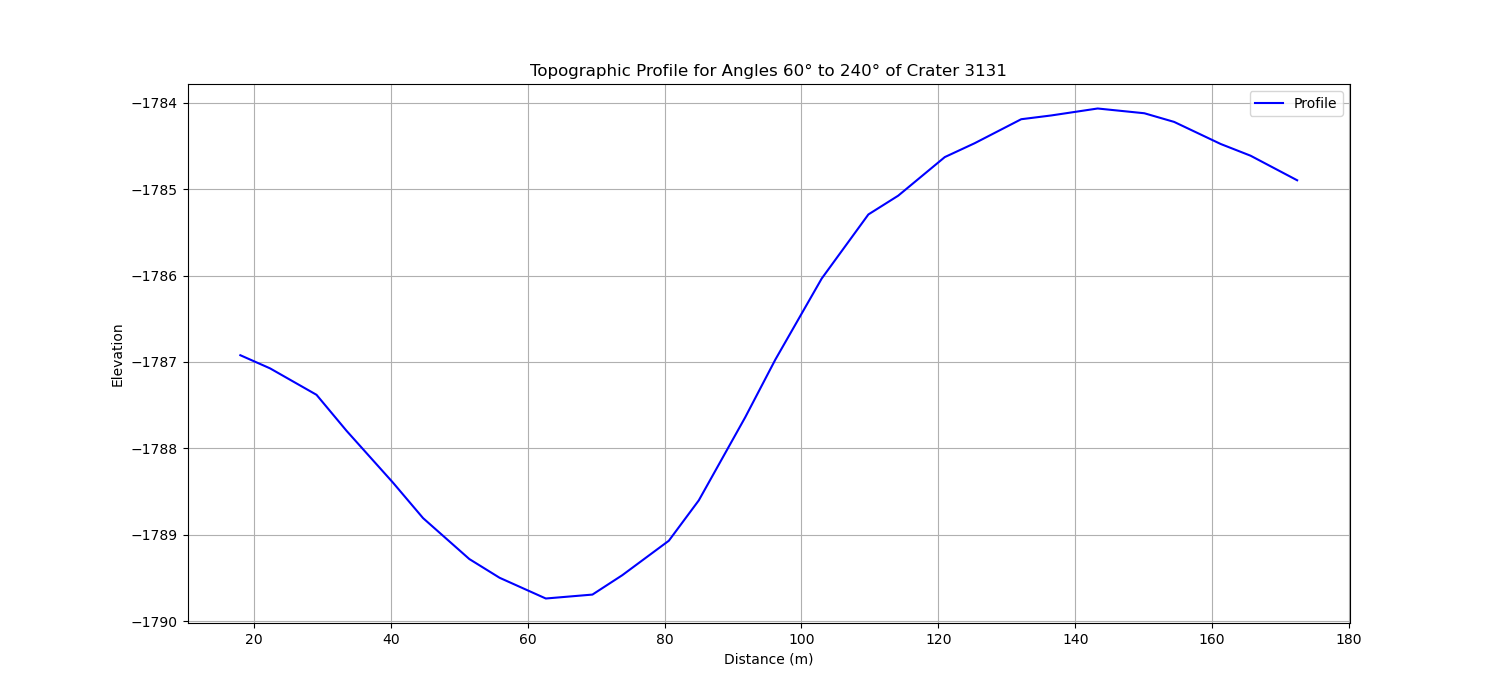 Topographic Profile for Angles 60° to 240° of Crater 3131
Profile
Elevation
−1784
−1785
−1786
−1787
−1788
−1789
−1790
20 40 60 80 100 120 140 160 180
Distance (m)